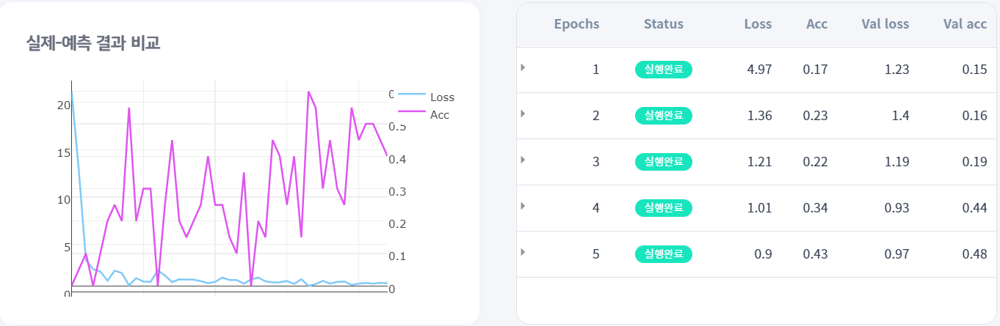 실제-예측 결과 비교
Loss
Acc
20
15
10
5
0
0.5
0.4
0.3
0.2
0.1
0
Epochs Status Loss Acc Val loss Val acc
1 실행완료 4.97 0.17 1.23 0.15
2 실행완료 1.36 0.23 1.4 0.16
3 실행완료 1.21 0.22 1.19 0.19
4 실행완료 1.01 0.34 0.93 0.44
5 실행완료 0.9 0.43 0.97 0.48